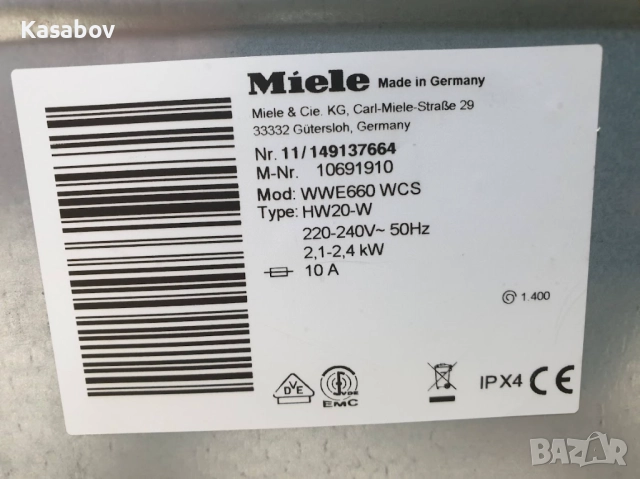 Kasabov
Miele Made in Germany
Miele & Cie. KG, Carl-Miele-Straße 29
33332 Gütersloh, Germany
Nr. 11/149137664
M-Nr. 10691910
Mod: WWE660 WCS
Type: HW20-W
220-240V~ 50Hz
2,1-2,4 kW
10 A
1.400
DVE
VDE
EMC
IPX4 CE
BAZAR